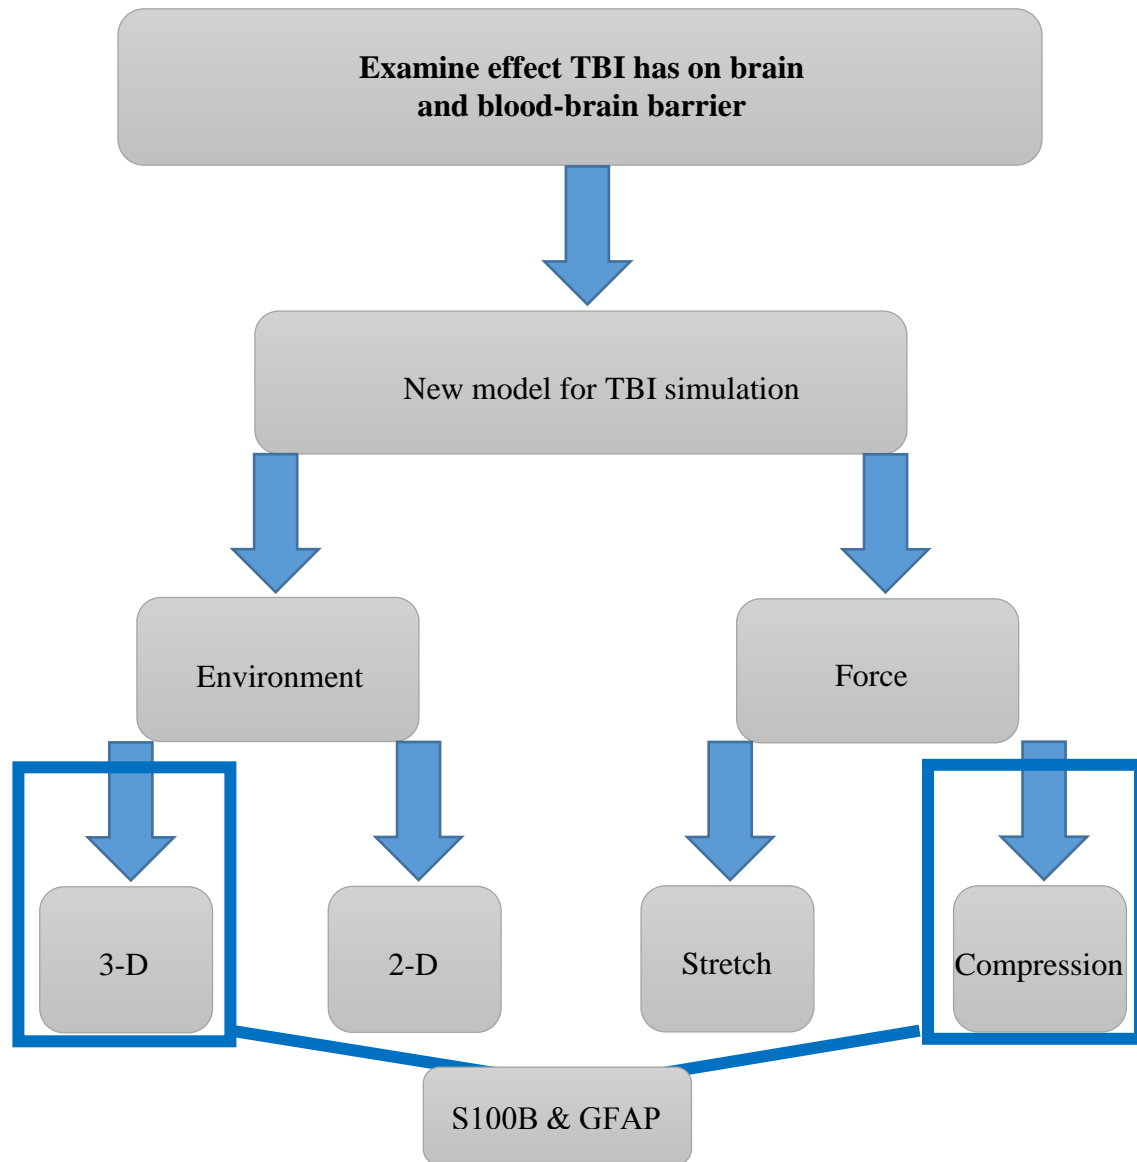 Examine effect TBI has on brain
and blood-brain barrier
New model for TBI simulation
Environment
Force
3-D
2-D
Stretch
Compression
S100B & GFAP